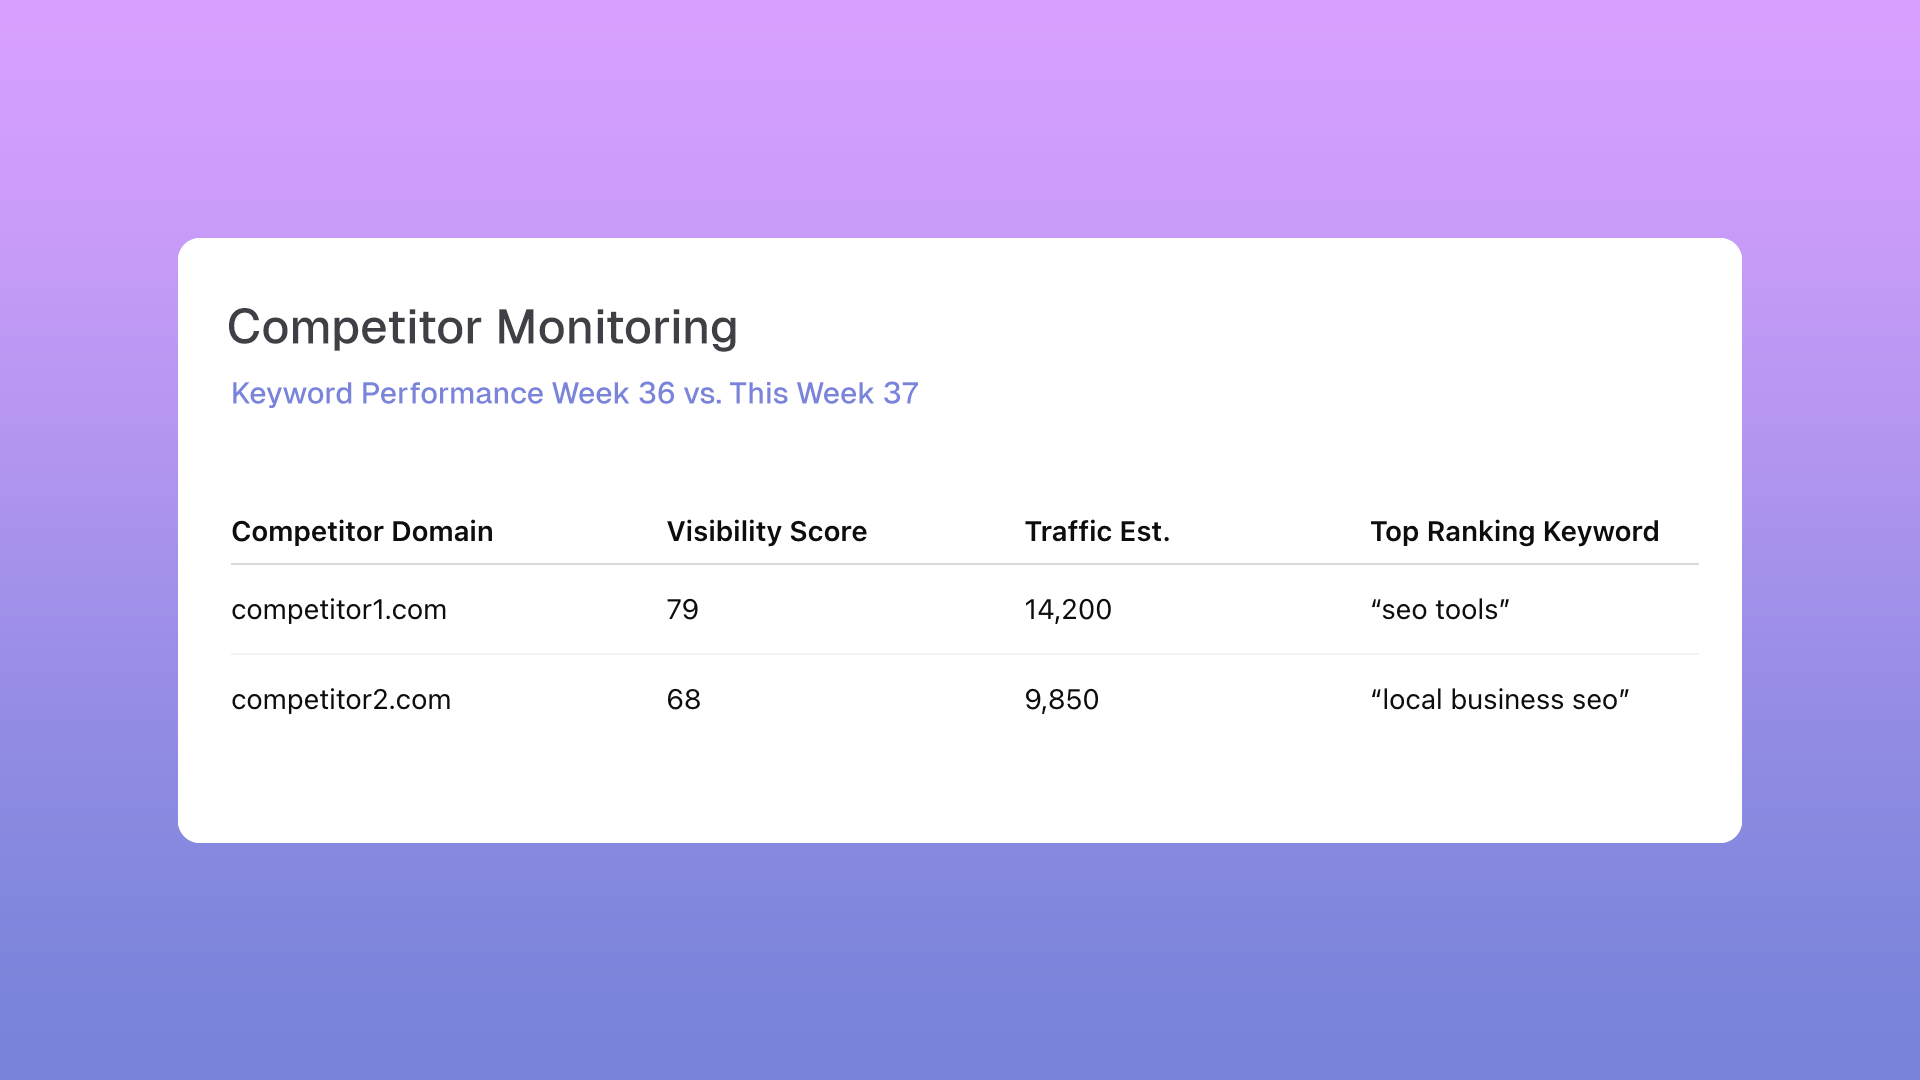 Competitor Monitoring
Keyword Performance Week 36 vs. This Week 37
Competitor Domain Visibility Score Traffic Est. Top Ranking Keyword
competitor1.com 79 14,200 “seo tools”
competitor2.com 68 9,850 “local business seo”